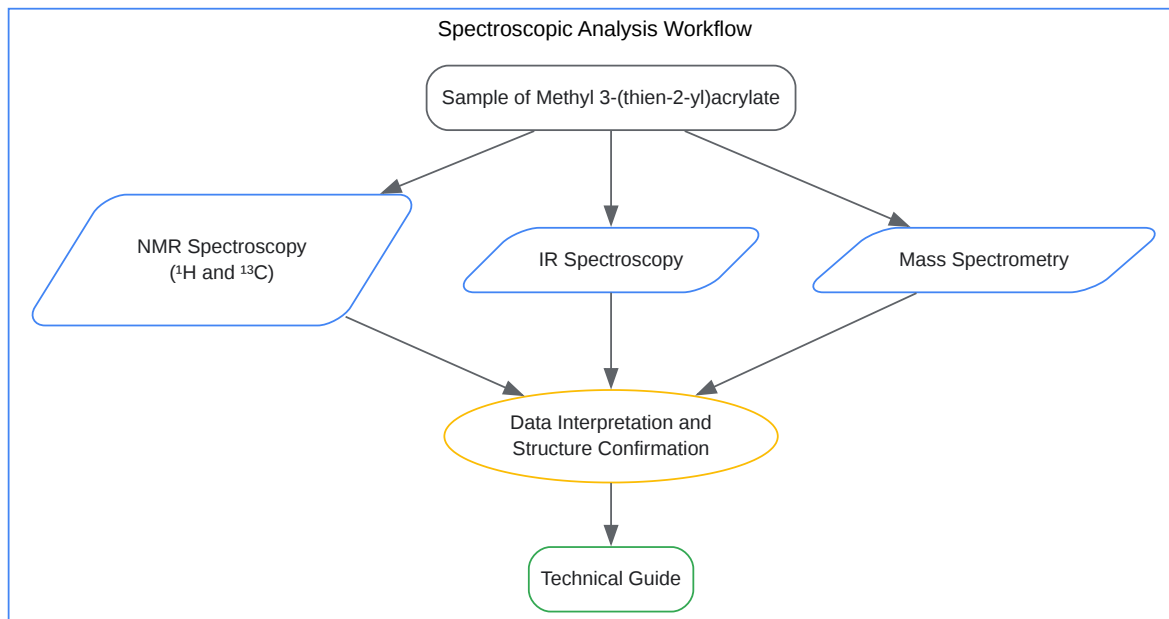 Spectroscopic Analysis Workflow
Sample of Methyl 3-(thien-2-yl)acrylate
NMR Spectroscopy
(¹H and ¹³C)
IR Spectroscopy
Mass Spectrometry
Data Interpretation and
Structure Confirmation
Technical Guide